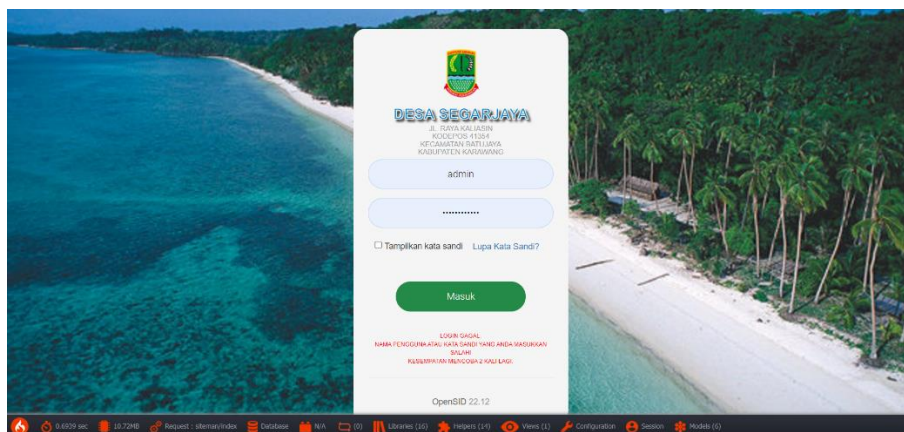 DESA SEGARJAYA
JL. RAYA KALIASIN
KODEPOS 41354
KECAMATAN BATUJAYA
KABUPATEN KARAWANG
admin
••••••••••••
Tampilkan kata sandi Lupa Kata Sandi?
Masuk
LOGIN GAGAL.
NAMA PENGGUNA ATAU KATA SANDI YANG ANDA MASUKKAN
SALAH!
KESEMPATAN MENCOBA 2 KALI LAGI.
OpenSID 22.12
0.6939 sec 10.72MB Request : siteman/index Database N/A (0) Libraries (16) Helpers (14) Views (1) Configuration Session Models (6)